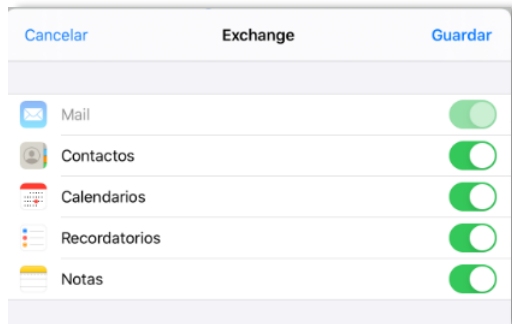 Cancelar Exchange Guardar
Mail
Contactos
Calendarios
Recordatorios
Notas